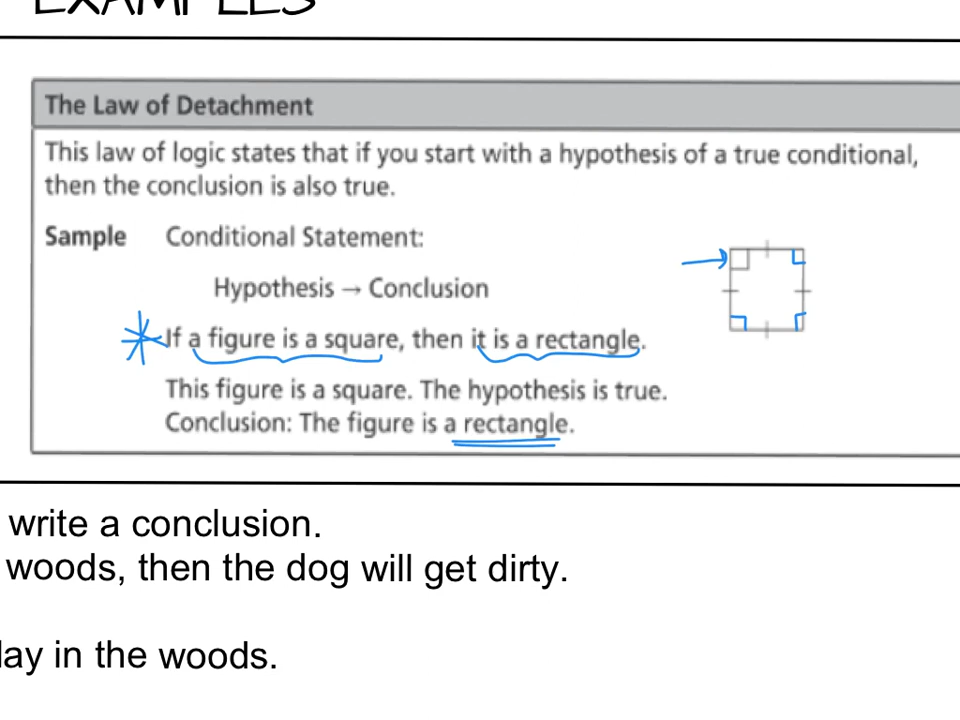 EXAMPLES
The Law of Detachment
This law of logic states that if you start with a hypothesis of a true conditional,
then the conclusion is also true.
Sample Conditional Statement:
Hypothesis → Conclusion
If a figure is a square, then it is a rectangle.
This figure is a square. The hypothesis is true.
Conclusion: The figure is a rectangle.
write a conclusion.
woods, then the dog will get dirty.
lay in the woods.